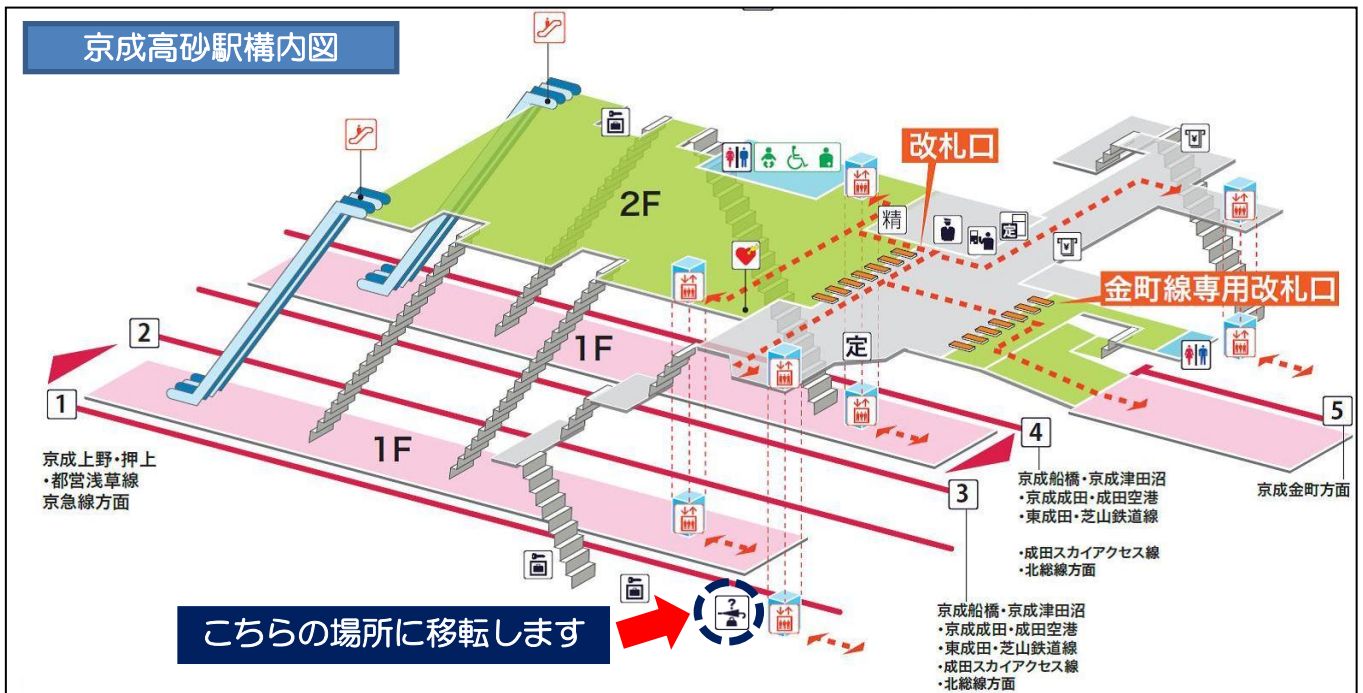 京成高砂駅構内図
改札口
2F
精
定
金町線専用改札口
定
1F
1F
2
1
京成上野・押上
・都営浅草線
京急線方面
4
京成船橋・京成津田沼
・京成成田・成田空港
・東成田・芝山鉄道線
・成田スカイアクセス線
・北総線方面
3
京成船橋・京成津田沼
・京成成田・成田空港
・東成田・芝山鉄道線
・成田スカイアクセス線
・北総線方面
5
京成金町方面
?
こちらの場所に移転します
¥
¥